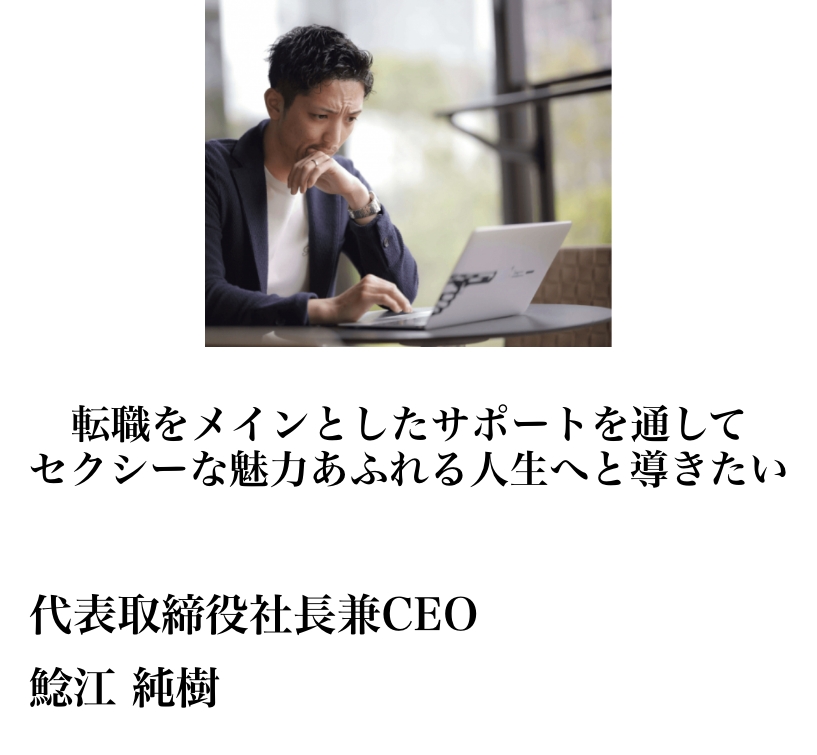 転職をメインとしたサポートを通して
セクシーな魅力あふれる人生へと導きたい
代表取締役社長兼CEO
鯰江 純樹